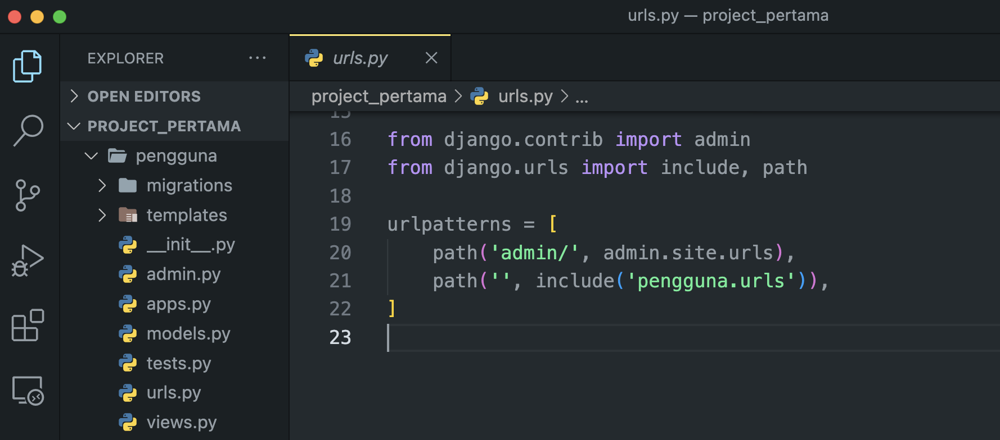 urls.py — project_pertama
EXPLORER
OPEN EDITORS
PROJECT_PERTAMA
pengguna
migrations
templates
__init__.py
admin.py
apps.py
models.py
tests.py
urls.py
views.py
urls.py
project_pertama > urls.py > ...
15
16 from django.contrib import admin
17 from django.urls import include, path
18
19 urlpatterns = [
20     path('admin/', admin.site.urls),
21     path('', include('pengguna.urls')),
22 ]
23